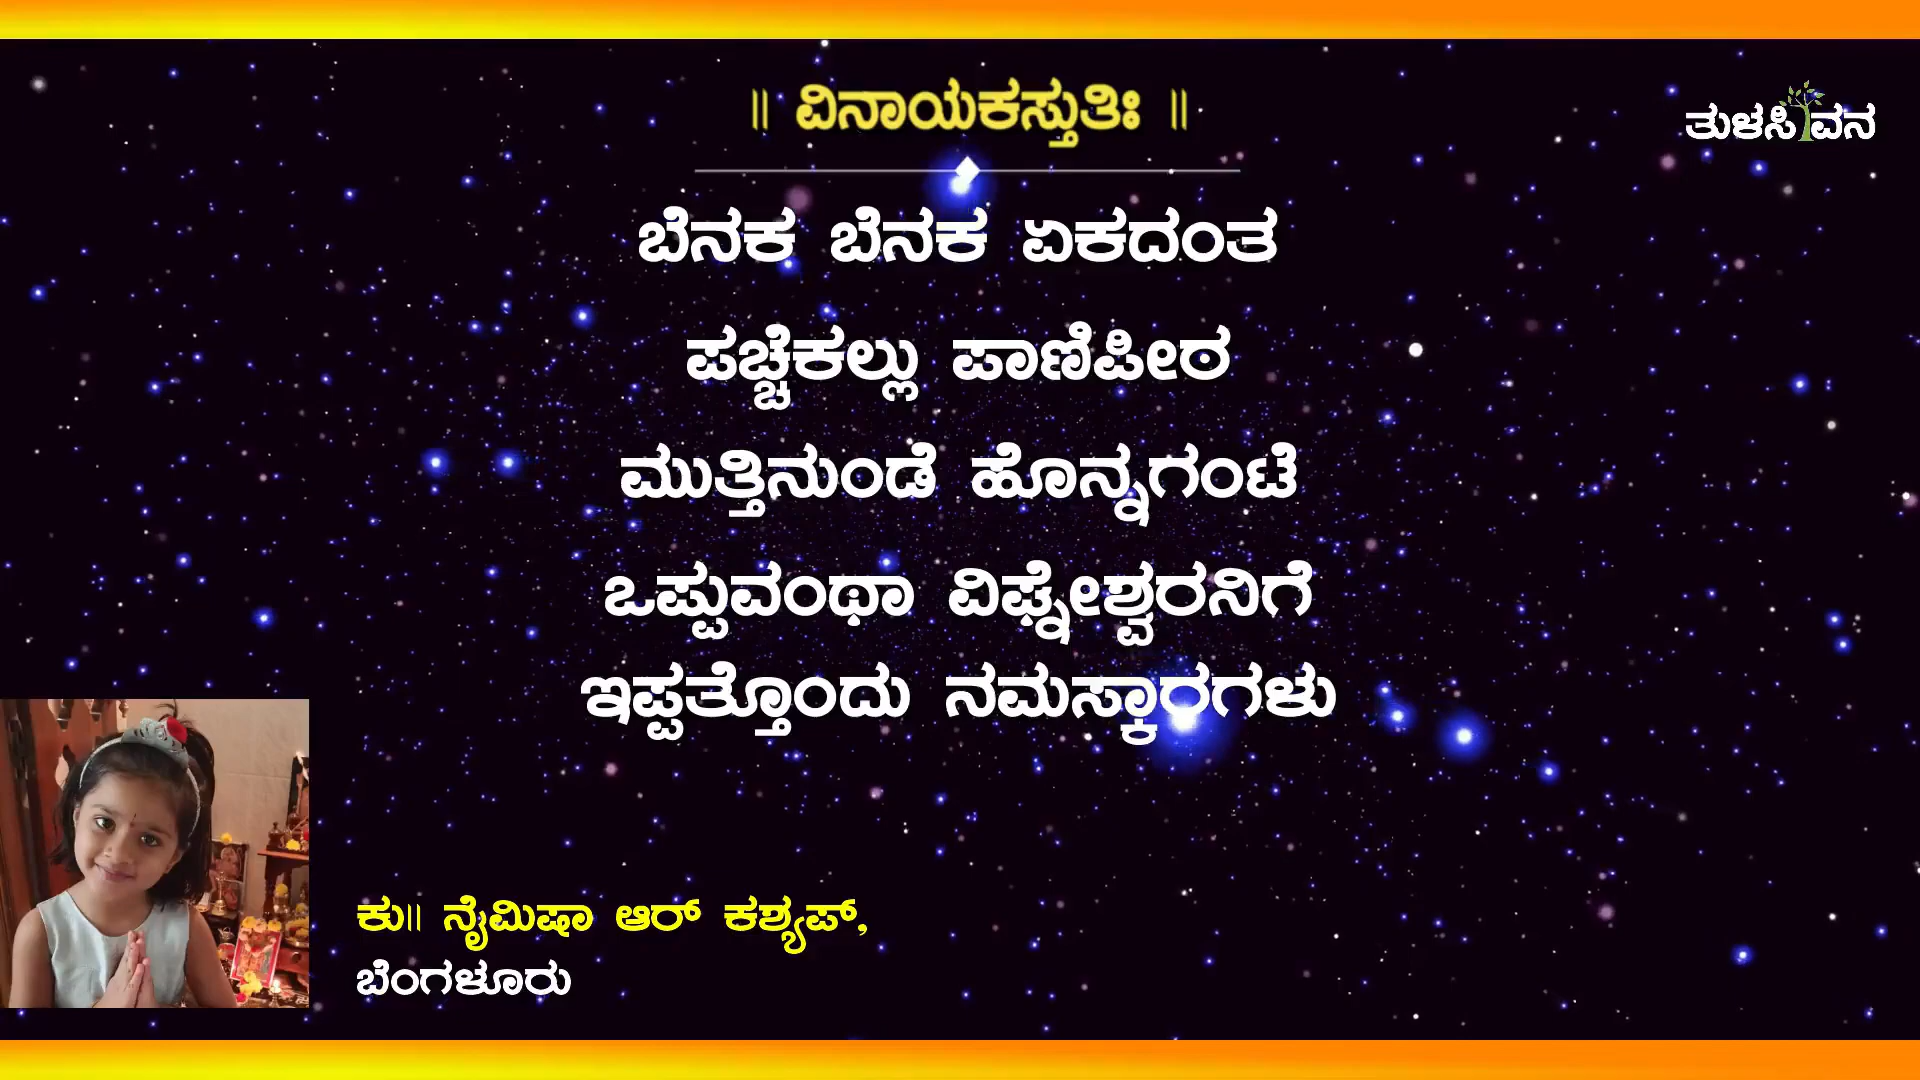 ॥ ವಿನಾಯಕಸ್ತುತಿಃ ॥
ತುಳಸಿವನ
ಬೆನಕ ಬೆನಕ ಏಕದಂತ
ಪಚ್ಚೆಕಲ್ಲು ಪಾಣಿಪೀಠ
ಮುತ್ತಿನುಂಡೆ ಹೊನ್ನಗಂಟೆ
ಒಪ್ಪುವಂಥಾ ವಿಘ್ನೇಶ್ವರನಿಗೆ
ಇಪ್ಪತ್ತೊಂದು ನಮಸ್ಕಾರಗಳು
ಕು॥ ನೈಮಿಷಾ ಆರ್ ಕಶ್ಯಪ್,
ಬೆಂಗಳೂರು